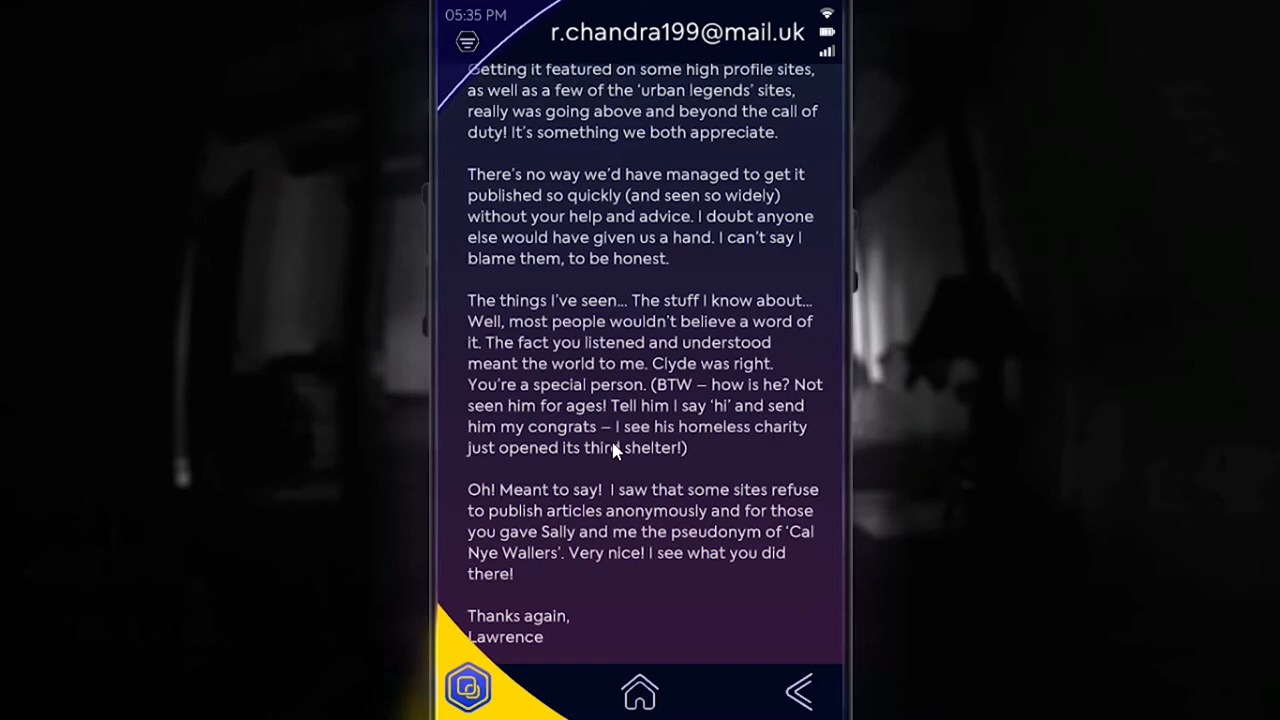 05:35 PM
r.chandra199@mail.uk
Getting it featured on some high profile sites,
as well as a few of the ‘urban legends’ sites,
really was going above and beyond the call of
duty! It’s something we both appreciate.
There’s no way we’d have managed to get it
published so quickly (and seen so widely)
without your help and advice. I doubt anyone
else would have given us a hand. I can’t say I
blame them, to be honest.
The things I’ve seen... The stuff I know about...
Well, most people wouldn’t believe a word of
it. The fact you listened and understood
meant the world to me. Clyde was right.
You’re a special person. (BTW – how is he? Not
seen him for ages! Tell him I say ‘hi’ and send
him my congrats – I see his homeless charity
just opened its third shelter!)
Oh! Meant to say!  I saw that some sites refuse
to publish articles anonymously and for those
you gave Sally and me the pseudonym of ‘Cal
Nye Wallers’. Very nice! I see what you did
there!
Thanks again,
Lawrence